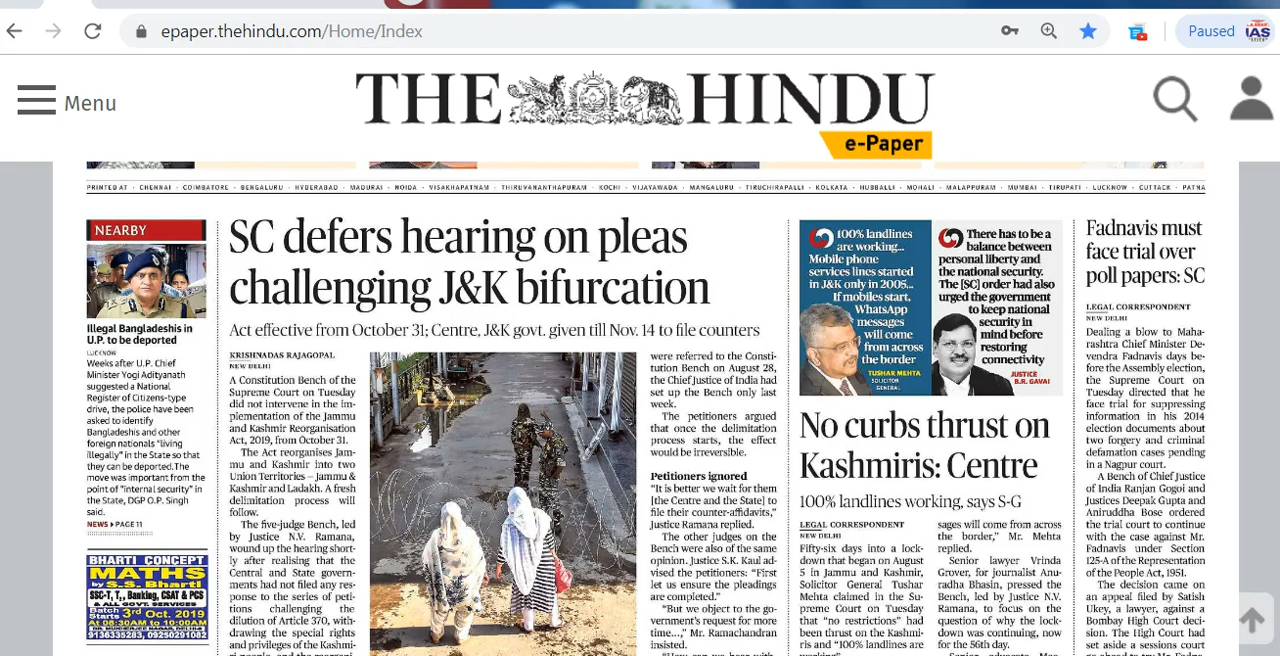 epaper.thehindu.com/Home/Index
Paused
IAS
Menu
THE HINDU
e-Paper
PRINTED AT · CHENNAI · COIMBATORE · BENGALURU · HYDERABAD · MADURAI · NOIDA · VISAKHAPATNAM · THIRUVANANTHAPURAM · KOCHI · VIJAYAWADA · MANGALURU · TIRUCHIRAPALLI · KOLKATA · HUBBALLI · MOHALI · MALAPPURAM · MUMBAI · TIRUPATI · LUCKNOW · CUTTACK · PATNA
NEARBY
Illegal Bangladeshis in
U.P. to be deported
LUCKNOW
Weeks after U.P. Chief
Minister Yogi Adityanath
suggested a National
Register of Citizens-type
drive, the police have been
asked to identify
Bangladeshis and other
foreign nationals “living
illegally” in the State so that
they can be deported.The
move was important from the
point of “internal security” in
the State, DGP O.P. Singh
said.
NEWS PAGE 11
BHARTI CONCEPT
MATHS
by S.S. Bharti
Banking, CSAT & PCS
& ALL GOVT. SERVICES
Batch Starts 3rd Oct. 2019
At 08:30AM to 10:00AM
9136335283, 09250291082
SC defers hearing on pleas
challenging J&K bifurcation
Act effective from October 31; Centre, J&K govt. given till Nov. 14 to file counters
KRISHNADAS RAJAGOPAL
NEW DELHI
A Constitution Bench of the
Supreme Court on Tuesday
did not intervene in the im-
plementation of the Jammu
and Kashmir Reorganisation
Act, 2019, from October 31.
The Act reorganises Jam-
mu and Kashmir into two
Union Territories – Jammu &
Kashmir and Ladakh. A fresh
delimitation process will
follow.
The five-judge Bench, led
by Justice N.V. Ramana,
wound up the hearing short-
ly after realising that the
Central and State govern-
ments had not filed any res-
ponse to the series of peti-
tions challenging the
dilution of Article 370, with-
drawing the special rights
and privileges of the Kashmi-
were referred to the Consti-
tution Bench on August 28,
the Chief Justice of India had
set up the Bench only last
week.
The petitioners argued
that once the delimitation
process starts, the effect
would be irreversible.
Petitioners ignored
“It is better we wait for them
[the Centre and the State] to
file their counter-affidavits,”
Justice Ramana replied.
The other judges on the
Bench were also of the same
opinion. Justice S.K. Kaul ad-
vised the petitioners: “First
let us ensure the pleadings
are completed.”
“But we object to the go-
vernment’s request for more
time...,” Mr. Ramachandran
insisted.
100% landlines
are working...
Mobile phone
services lines started
in J&K only in 2005...
If mobiles start,
WhatsApp
messages
will come
from across
the border
TUSHAR MEHTA
SOLICITOR
GENERAL
There has to be a
balance between
personal liberty and
the national security.
The [SC] order had also
urged the government
to keep national
security in
mind before
restoring
connectivity
JUSTICE
B.R. GAVAI
No curbs thrust on
Kashmiris: Centre
100% landlines working, says S-G
LEGAL CORRESPONDENT
NEW DELHI
Fifty-six days into a lock-
down that began on August
5 in Jammu and Kashmir,
Solicitor General Tushar
Mehta claimed in the Su-
preme Court on Tuesday
that “no restrictions” had
been thrust on the Kashmi-
ris and “100% landlines are
sages will come from across
the border,” Mr. Mehta
replied.
Senior lawyer Vrinda
Grover, for journalist Anu-
radha Bhasin, pressed the
Bench, led by Justice N.V.
Ramana, to focus on the
question of why the lock-
down was continuing, now
for the 56th day.
Fadnavis must
face trial over
poll papers: SC
LEGAL CORRESPONDENT
NEW DELHI
Dealing a blow to Maha-
rashtra Chief Minister De-
vendra Fadnavis days be-
fore the Assembly election,
the Supreme Court on
Tuesday directed that he
face trial for suppressing
information in his 2014
election documents about
two forgery and criminal
defamation cases pending
in a Nagpur court.
A Bench of Chief Justice
of India Ranjan Gogoi and
Justices Deepak Gupta and
Aniruddha Bose ordered
the trial court to continue
with the case against Mr.
Fadnavis under Section
125-A of the Representation
of the People Act, 1951.
The decision came on
an appeal filed by Satish
Ukey, a lawyer, against a
Bombay High Court deci-
sion. The High Court had
set aside a sessions court